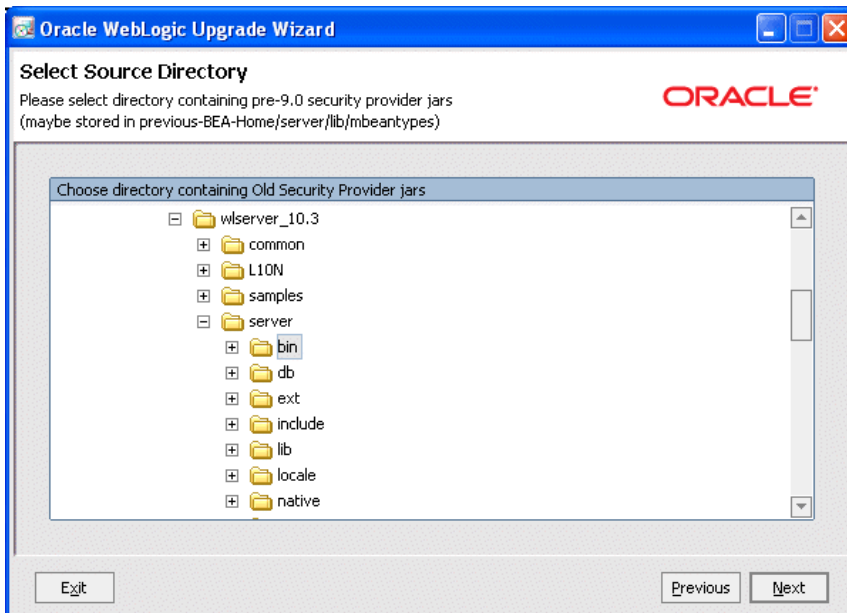 Oracle WebLogic Upgrade Wizard
Select Source Directory
Please select directory containing pre-9.0 security provider jars
(maybe stored in previous-BEA-Home/server/lib/mbeantypes)
ORACLE
Choose directory containing Old Security Provider jars
wlserver_10.3
common
L10N
samples
server
bin
db
ext
include
lib
locale
native
Exit
Previous
Next